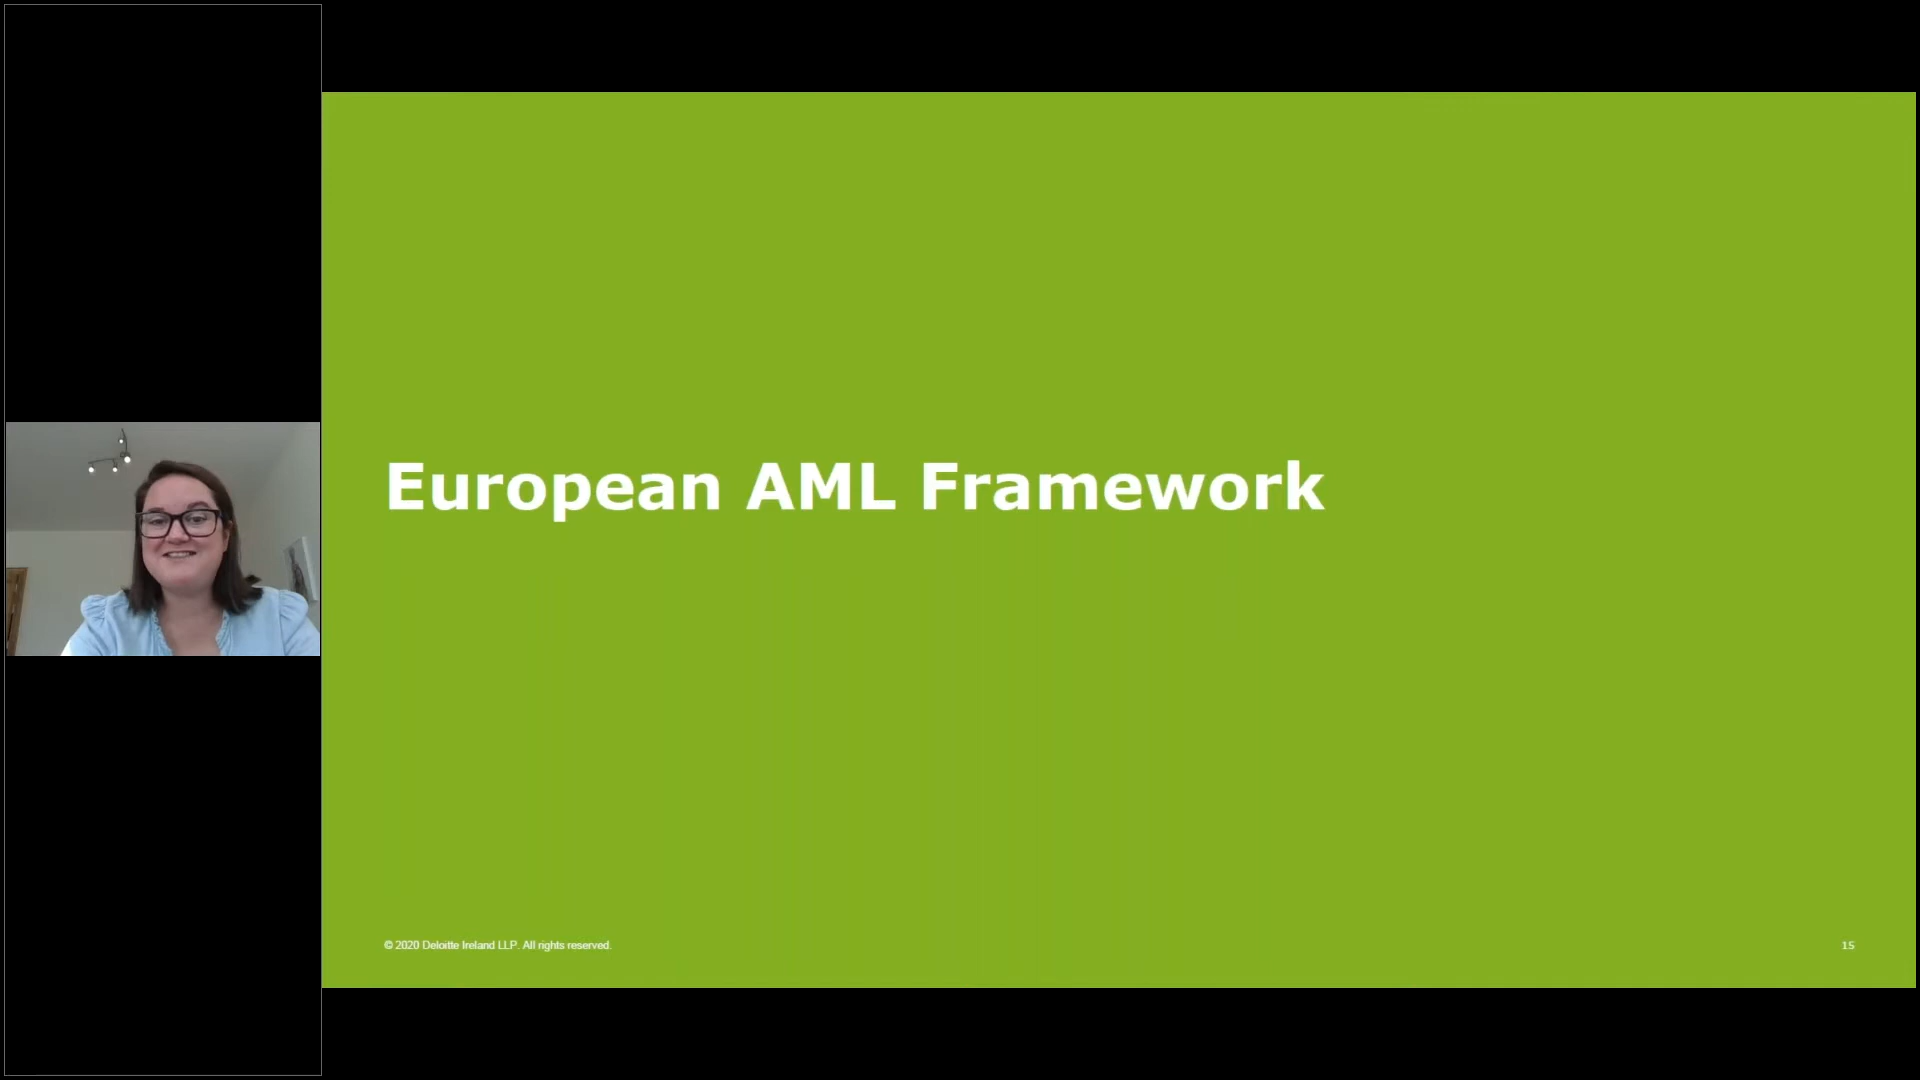 European AML Framework
© 2020 Deloitte Ireland LLP. All rights reserved.
15